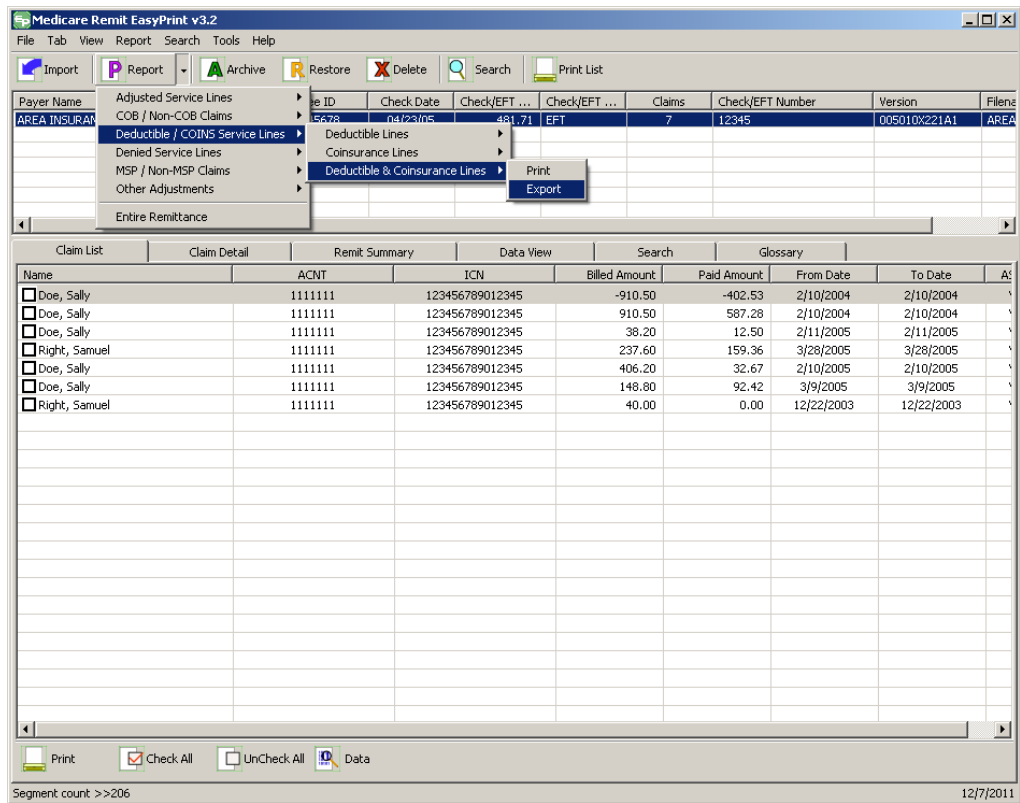 Medicare Remit EasyPrint v3.2
File Tab View Report Search Tools Help
Import Report Archive Restore Delete Search Print List
Payer Name ee ID Check Date Check/EFT ... Check/EFT ... Claims Check/EFT Number Version Filena
AREA INSURAN 5678 04/23/05 481.71 EFT 7 12345 005010X221A1 AREA
Adjusted Service Lines
COB / Non-COB Claims
Deductible / COINS Service Lines Deductible Lines
Denied Service Lines Coinsurance Lines
MSP / Non-MSP Claims Deductible & Coinsurance Lines Print
Other Adjustments Export
Entire Remittance
Claim List Claim Detail Remit Summary Data View Search Glossary
Name ACNT ICN Billed Amount Paid Amount From Date To Date AS
Doe, Sally 1111111 123456789012345 -910.50 -402.53 2/10/2004 2/10/2004
Doe, Sally 1111111 123456789012345 910.50 587.28 2/10/2004 2/10/2004
Doe, Sally 1111111 123456789012345 38.20 12.50 2/11/2005 2/11/2005
Right, Samuel 1111111 123456789012345 237.60 159.36 3/28/2005 3/28/2005
Doe, Sally 1111111 123456789012345 406.20 32.67 2/10/2005 2/10/2005
Doe, Sally 1111111 123456789012345 148.80 92.42 3/9/2005 3/9/2005
Right, Samuel 1111111 123456789012345 40.00 0.00 12/22/2003 12/22/2003
Print Check All UnCheck All Data
Segment count >>206 12/7/2011